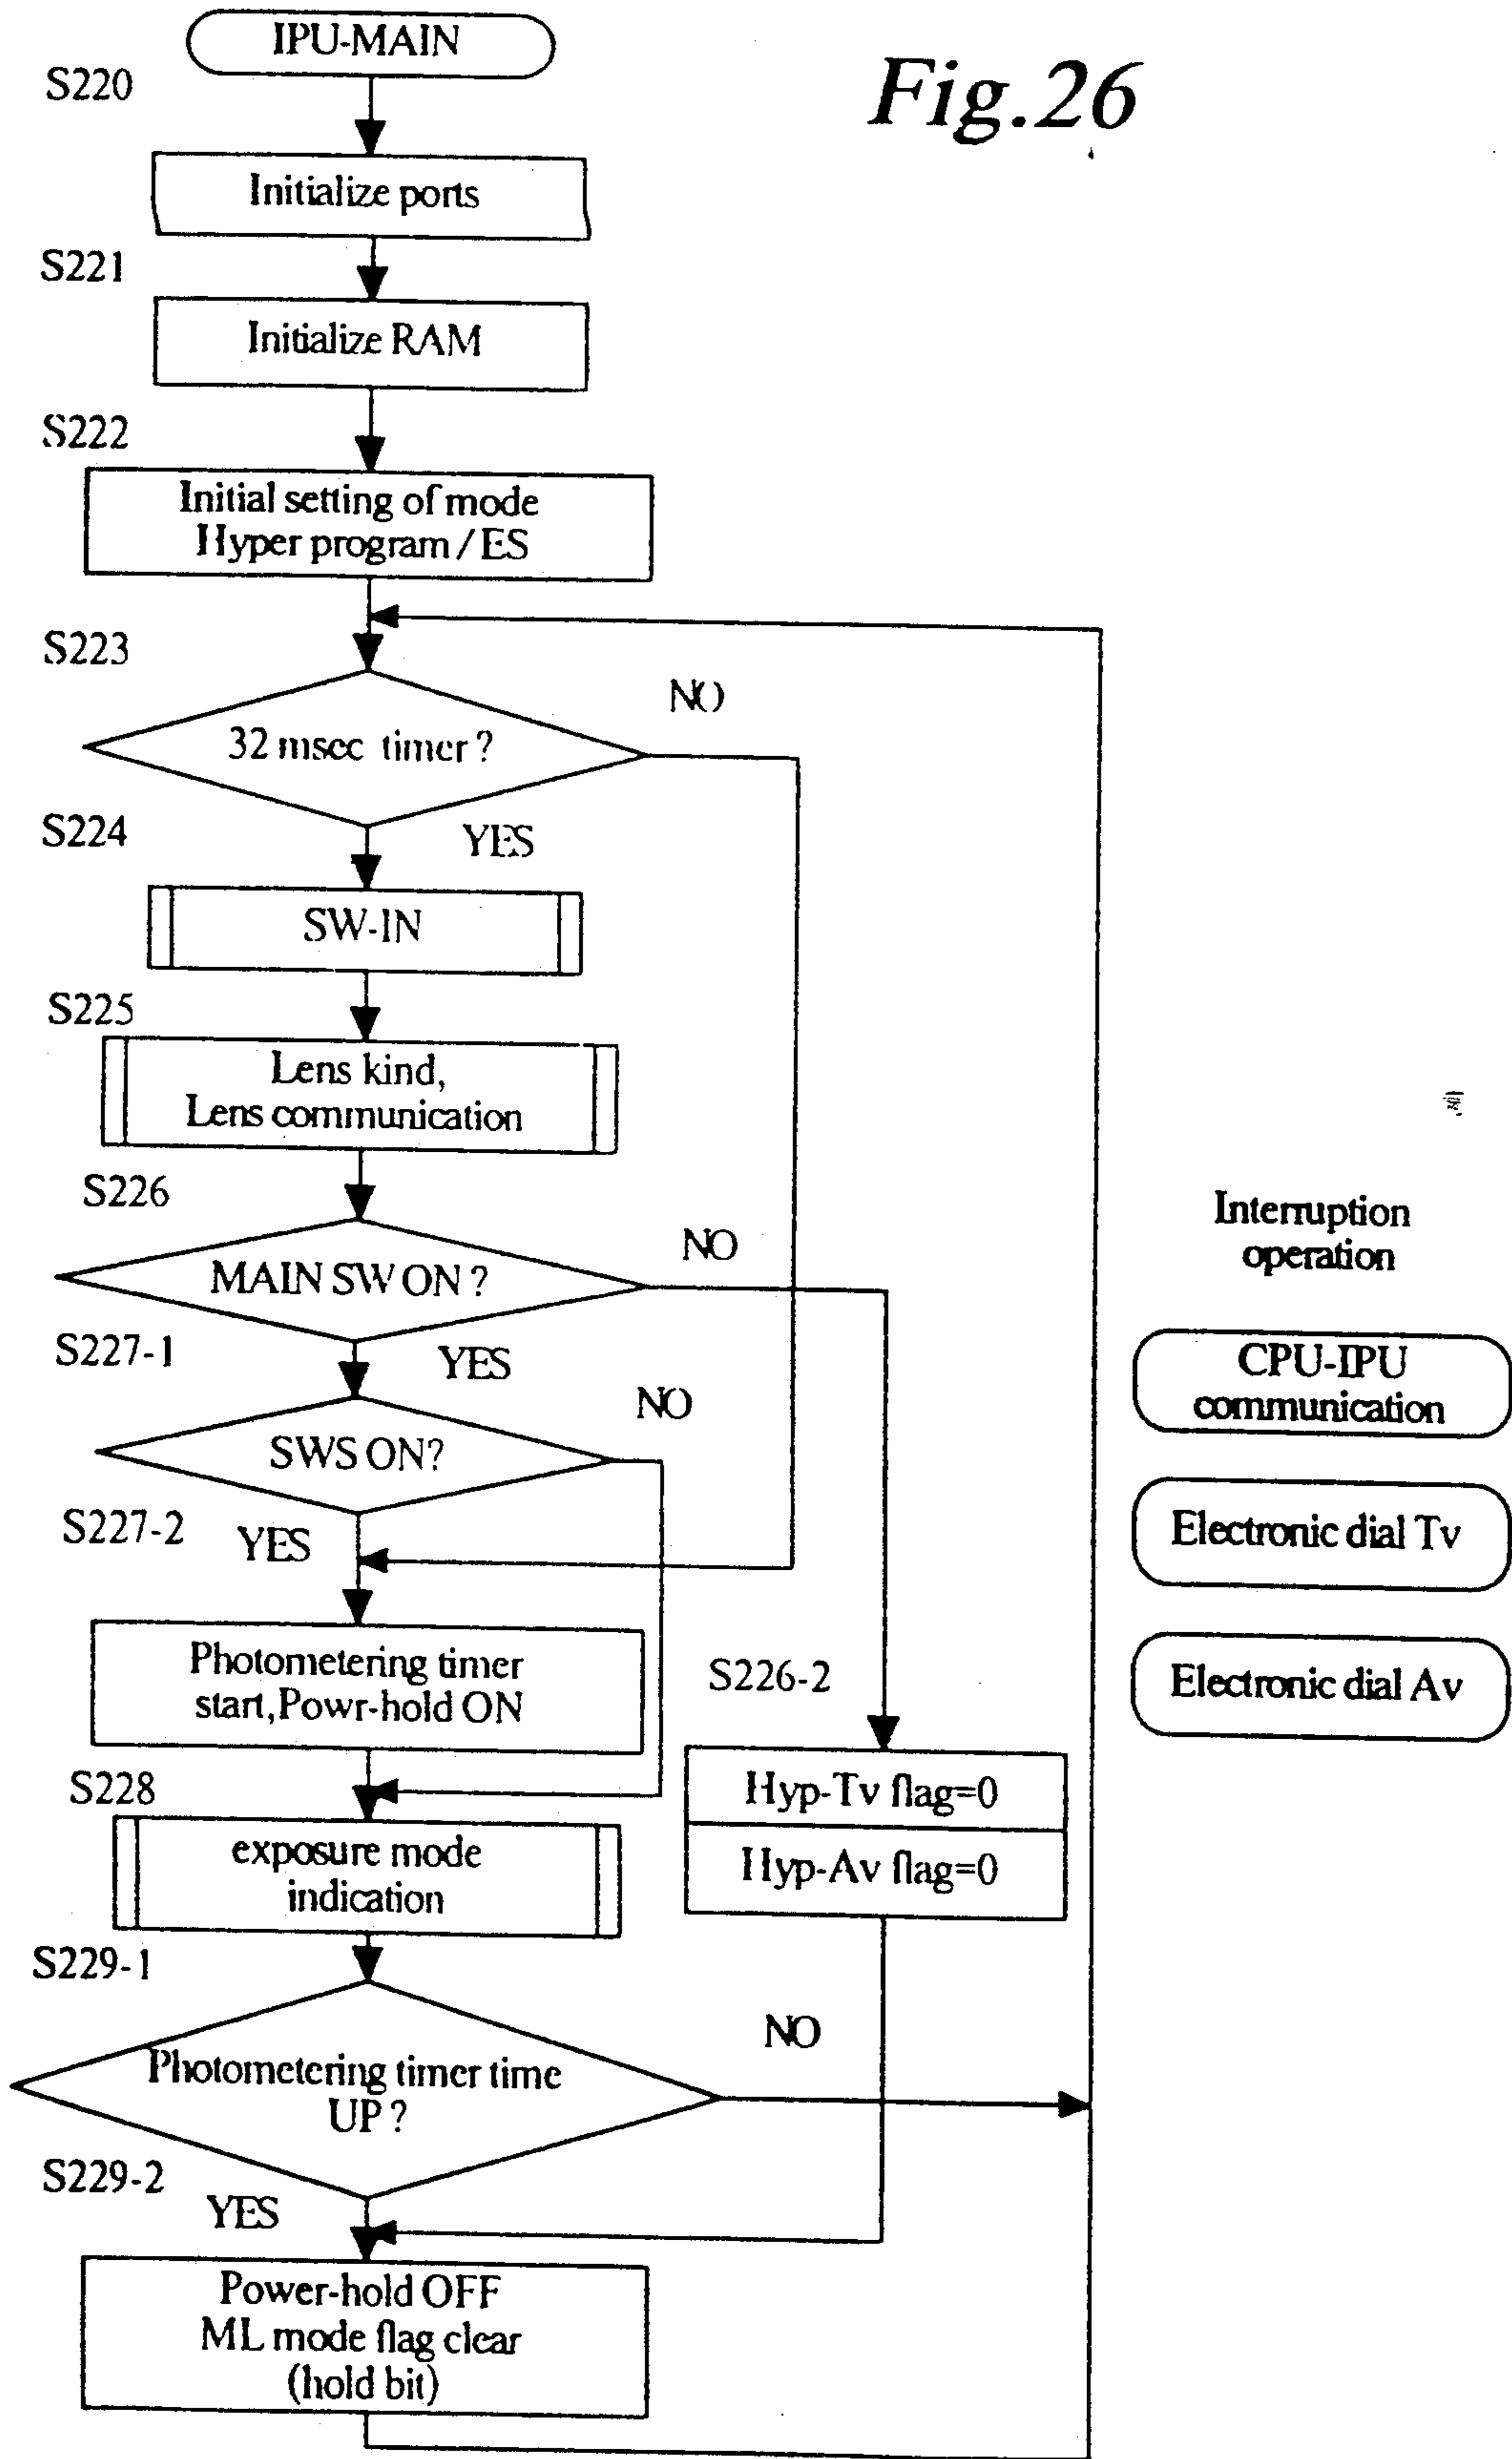 Fig.26
IPU-MAIN
S220
Initialize ports
S221
Initialize RAM
S222
Initial setting of mode
Hyper program / ES
S223
32 msec timer ?
NO
S224
YES
SW-IN
S225
Lens kind,
Lens communication
S226
MAIN SW ON ?
NO
S227-1
YES
SWS ON?
NO
S227-2
YES
Photometering timer
start, Powr-hold ON
S226-2
Hyp-Tv flag=0
Hyp-Av flag=0
S228
exposure mode
indication
S229-1
Photometering timer time
UP ?
NO
S229-2
YES
Power-hold OFF
ML mode flag clear
(hold bit)
Interruption
operation
CPU-IPU
communication
Electronic dial Tv
Electronic dial Av